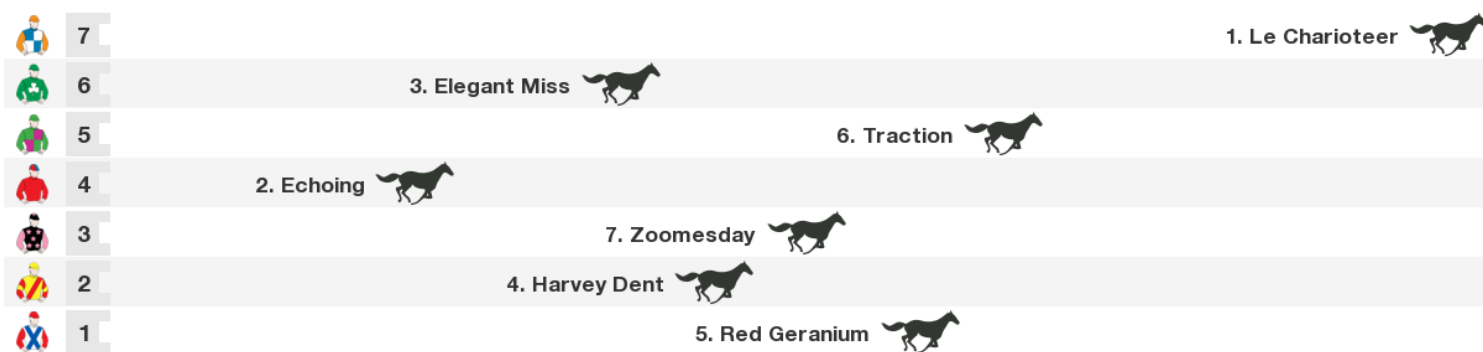 7 1. Le Charioteer
6 3. Elegant Miss
5 6. Traction
4 2. Echoing
3 7. Zoomesday
2 4. Harvey Dent
1 5. Red Geranium